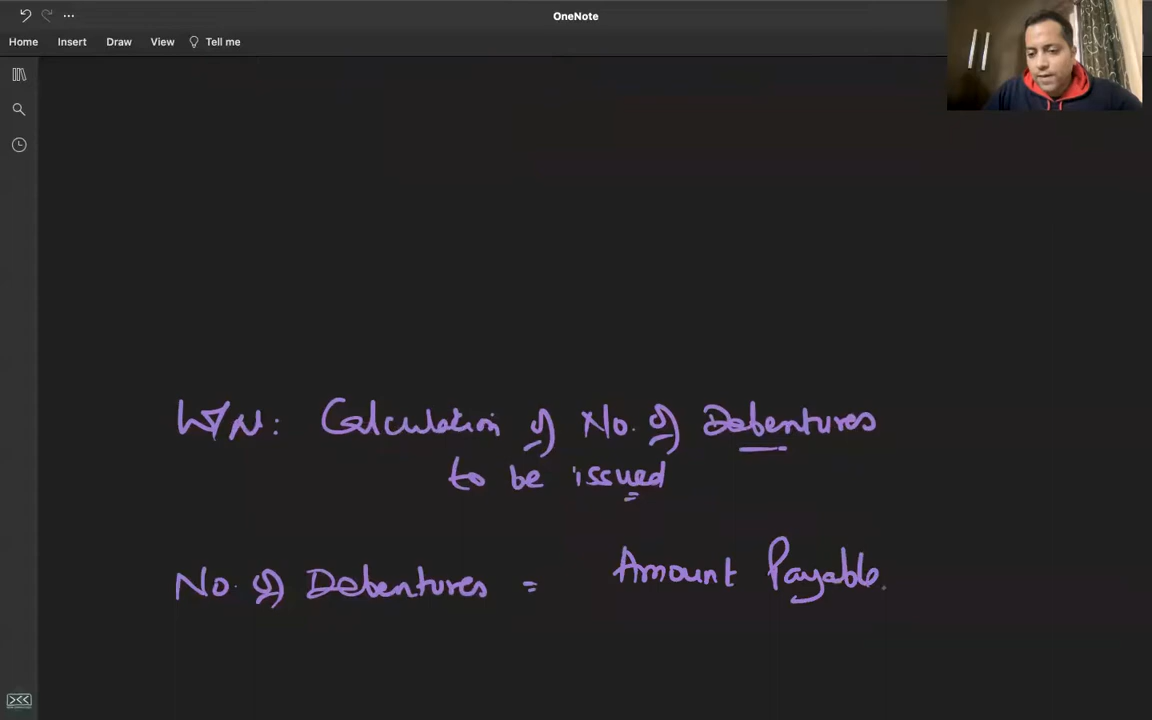 OneNote
Home Insert Draw View Tell me
W/N: Calculation of No. of Debentures
to be issued
No. of Debentures = Amount Payable